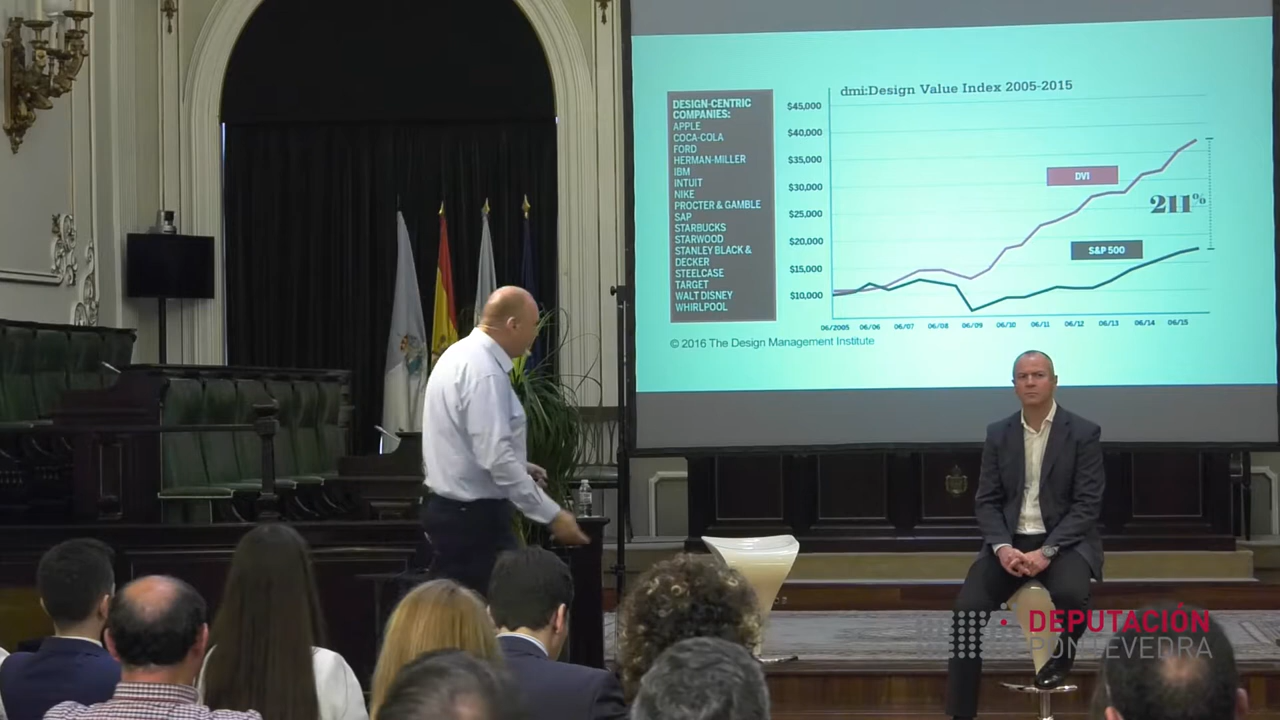 dmi:Design Value Index 2005-2015
DESIGN-CENTRIC
COMPANIES:
APPLE
COCA-COLA
FORD
HERMAN-MILLER
IBM
INTUIT
NIKE
PROCTER & GAMBLE
SAP
STARBUCKS
STARWOOD
STANLEY BLACK &
DECKER
STEELCASE
TARGET
WALT DISNEY
WHIRLPOOL
$45,000
$40,000
$35,000
$30,000
$25,000
$20,000
$15,000
$10,000
DVI
211%
S&P 500
06/2005 06/06 06/07 06/08 06/09 06/10 06/11 06/12 06/13 06/14 06/15
© 2016 The Design Management Institute
DEPUTACIÓN
PONTEVEDRA